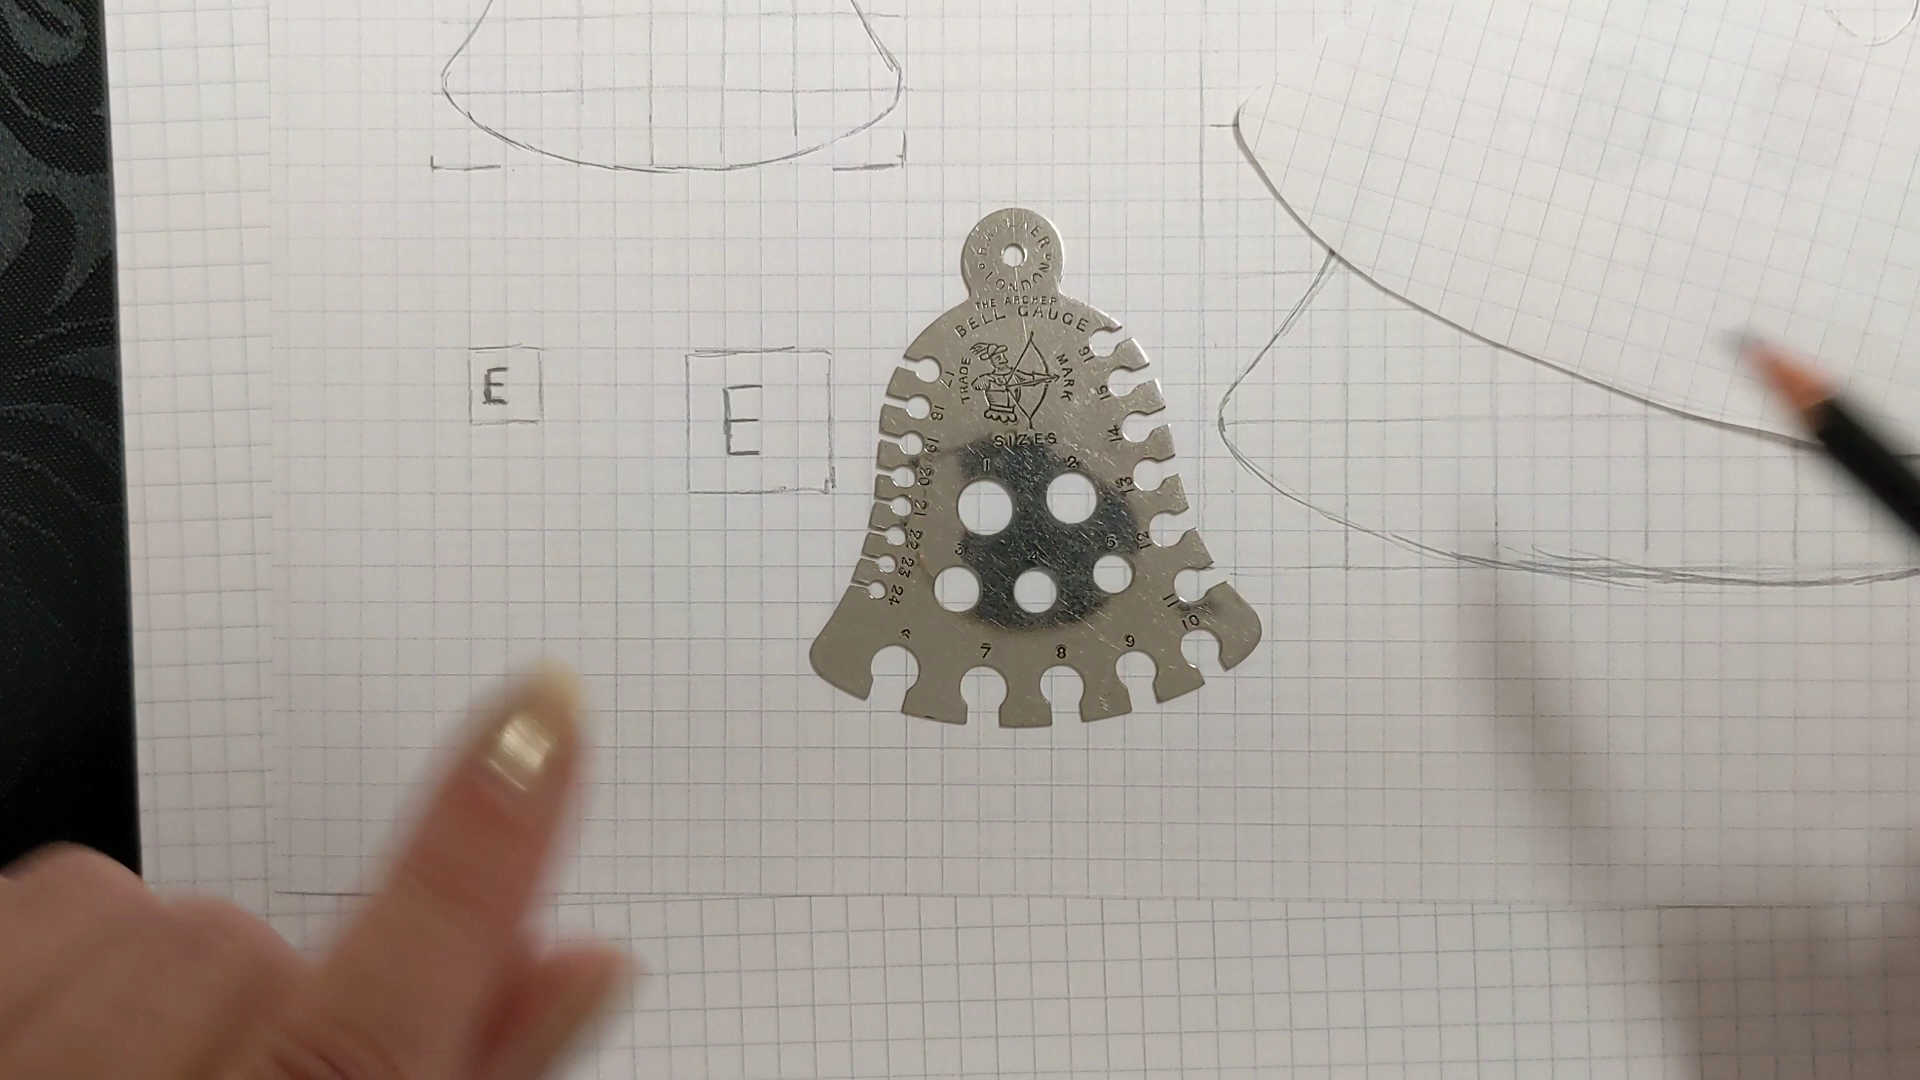 H. WALKER
LONDON
THE ARCHER
BELL GAUGE
TRADE MARK
SIZES
1 2
3 4 5
6 7 8 9 10
11
12
13
14
15
16
17
18
19
20
21
22
23
24
E
E